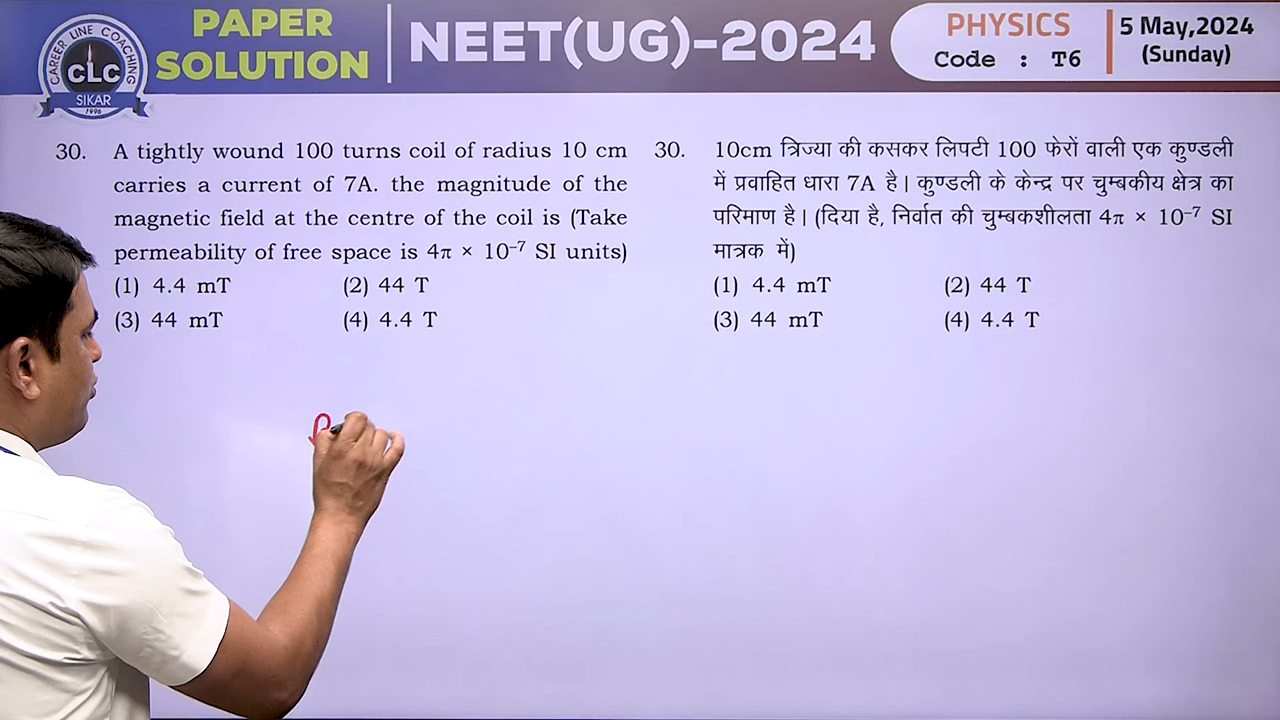 CAREER LINE COACHING
CLC
SIKAR
1996
PAPER
SOLUTION
NEET(UG)-2024
PHYSICS
Code : T6
5 May,2024
(Sunday)
30. A tightly wound 100 turns coil of radius 10 cm
carries a current of 7A. the magnitude of the
magnetic field at the centre of the coil is (Take
permeability of free space is 4π × 10⁻⁷ SI units)
(1) 4.4 mT (2) 44 T
(3) 44 mT (4) 4.4 T
30. 10cm त्रिज्या की कसकर लिपटी 100 फेरों वाली एक कुण्डली
में प्रवाहित धारा 7A है। कुण्डली के केन्द्र पर चुम्बकीय क्षेत्र का
परिमाण है। (दिया है, निर्वात की चुम्बकशीलता 4π × 10⁻⁷ SI
मात्रक में)
(1) 4.4 mT (2) 44 T
(3) 44 mT (4) 4.4 T